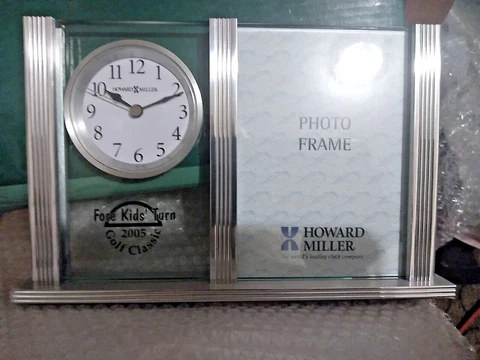 12
11 1
10 2
HOWARD MILLER
9 3
8 4
7 5
6
Fore Kids' Turn
2005
Golf Classic
PHOTO
FRAME
HOWARD
MILLER
The world's leading clock company